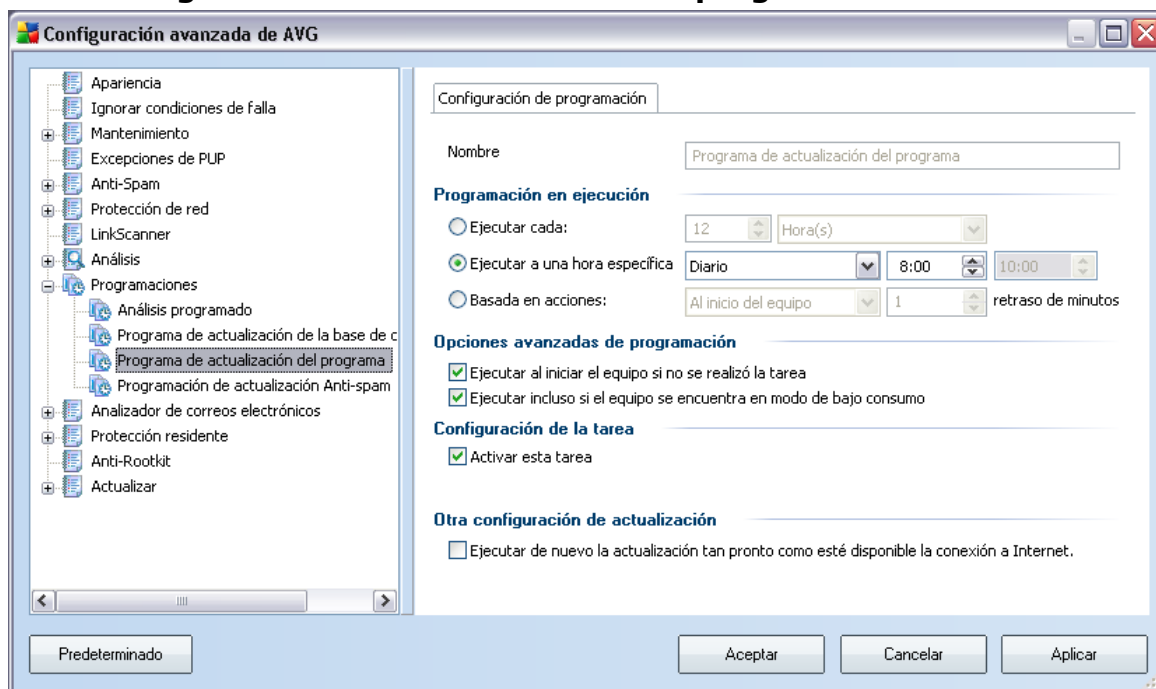 Configuración avanzada de AVG
Apariencia
Ignorar condiciones de falla
Mantenimiento
Excepciones de PUP
Anti-Spam
Protección de red
LinkScanner
Análisis
Programaciones
Análisis programado
Programa de actualización de la base de
Programa de actualización del programa
Programación de actualización Anti-spam
Analizador de correos electrónicos
Protección residente
Anti-Rootkit
Actualizar
Configuración de programación
Nombre Programa de actualización del programa
Programación en ejecución
Ejecutar cada: 12 Hora(s)
Ejecutar a una hora específica Diario 8:00 10:00
Basada en acciones: Al inicio del equipo 1 retraso de minutos
Opciones avanzadas de programación
Ejecutar al iniciar el equipo si no se realizó la tarea
Ejecutar incluso si el equipo se encuentra en modo de bajo consumo
Configuración de la tarea
Activar esta tarea
Otra configuración de actualización
Ejecutar de nuevo la actualización tan pronto como esté disponible la conexión a Internet.
Predeterminado Aceptar Cancelar Aplicar